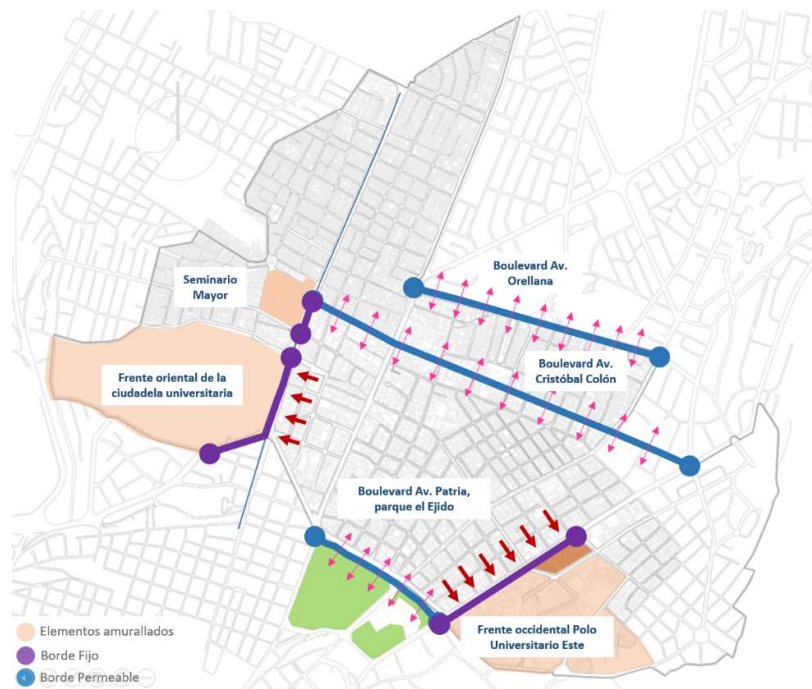 Boulevard Av.
Orellana
Seminario
Mayor
Boulevard Av.
Cristóbal Colón
Frente oriental de la
ciudadela universitaria
Boulevard Av. Patria,
parque el Ejido
Frente occidental Polo
Universitario Este
Elementos amurallados
Borde Fijo
Borde Permeable